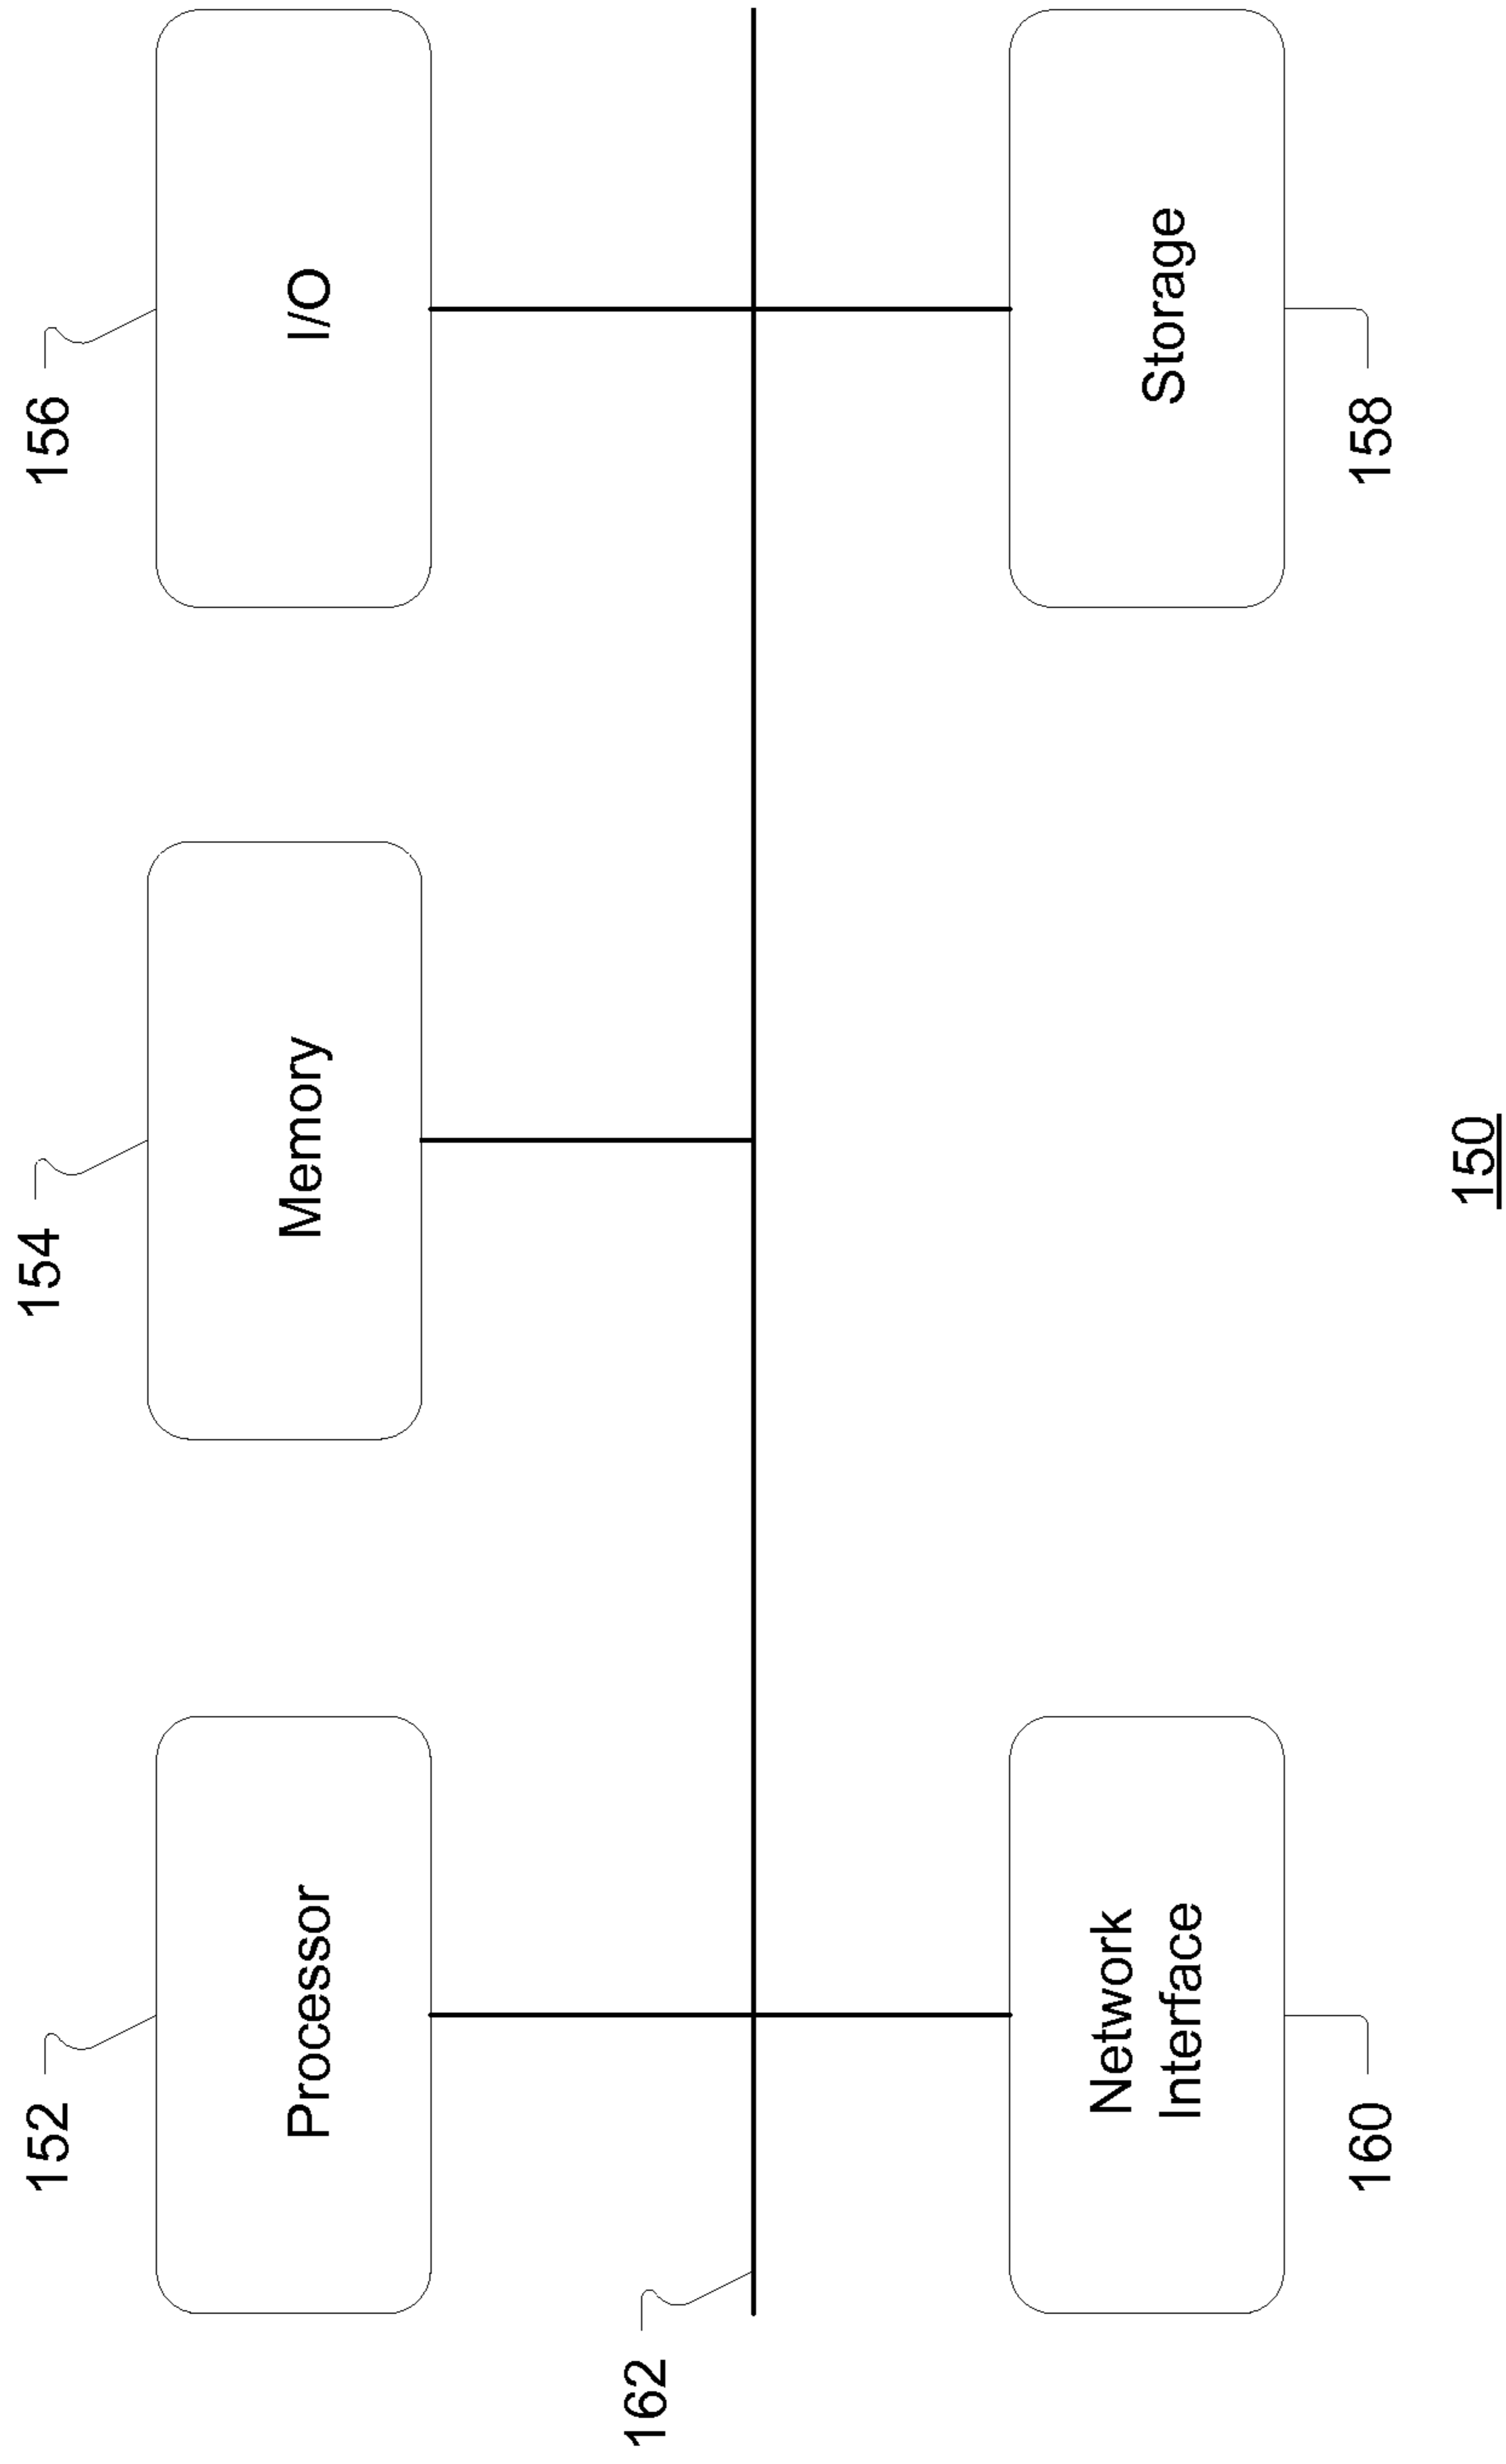 152
154
156
Processor
Memory
I/O
162
Network
Interface
Storage
160
158
150